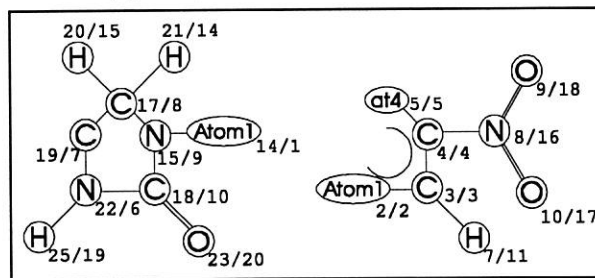 20/15 21/14
H H
C 17/8
C N Atom1 14/1
19/7 15/9
N C 18/10
22/6
H O
25/19 23/20
O
9/18
at4 5/5
C N 8/16
4/4
Atom1 C 3/3 O
2/2 10/17
H
7/11